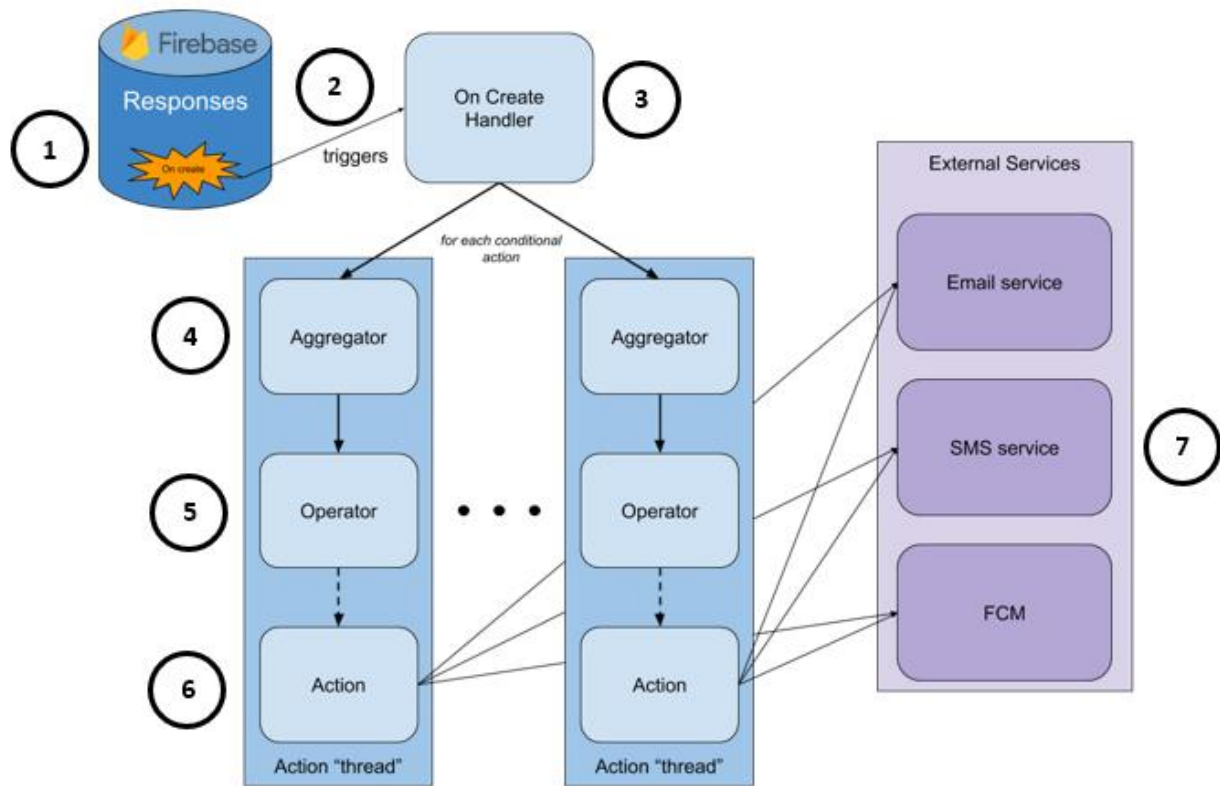 Firebase
Responses
On create
1
2
triggers
On Create
Handler
3
for each conditional
action
External Services
Email service
SMS service
FCM
7
4
Aggregator
Aggregator
5
Operator
• • •
Operator
6
Action
Action
Action “thread”
Action “thread”